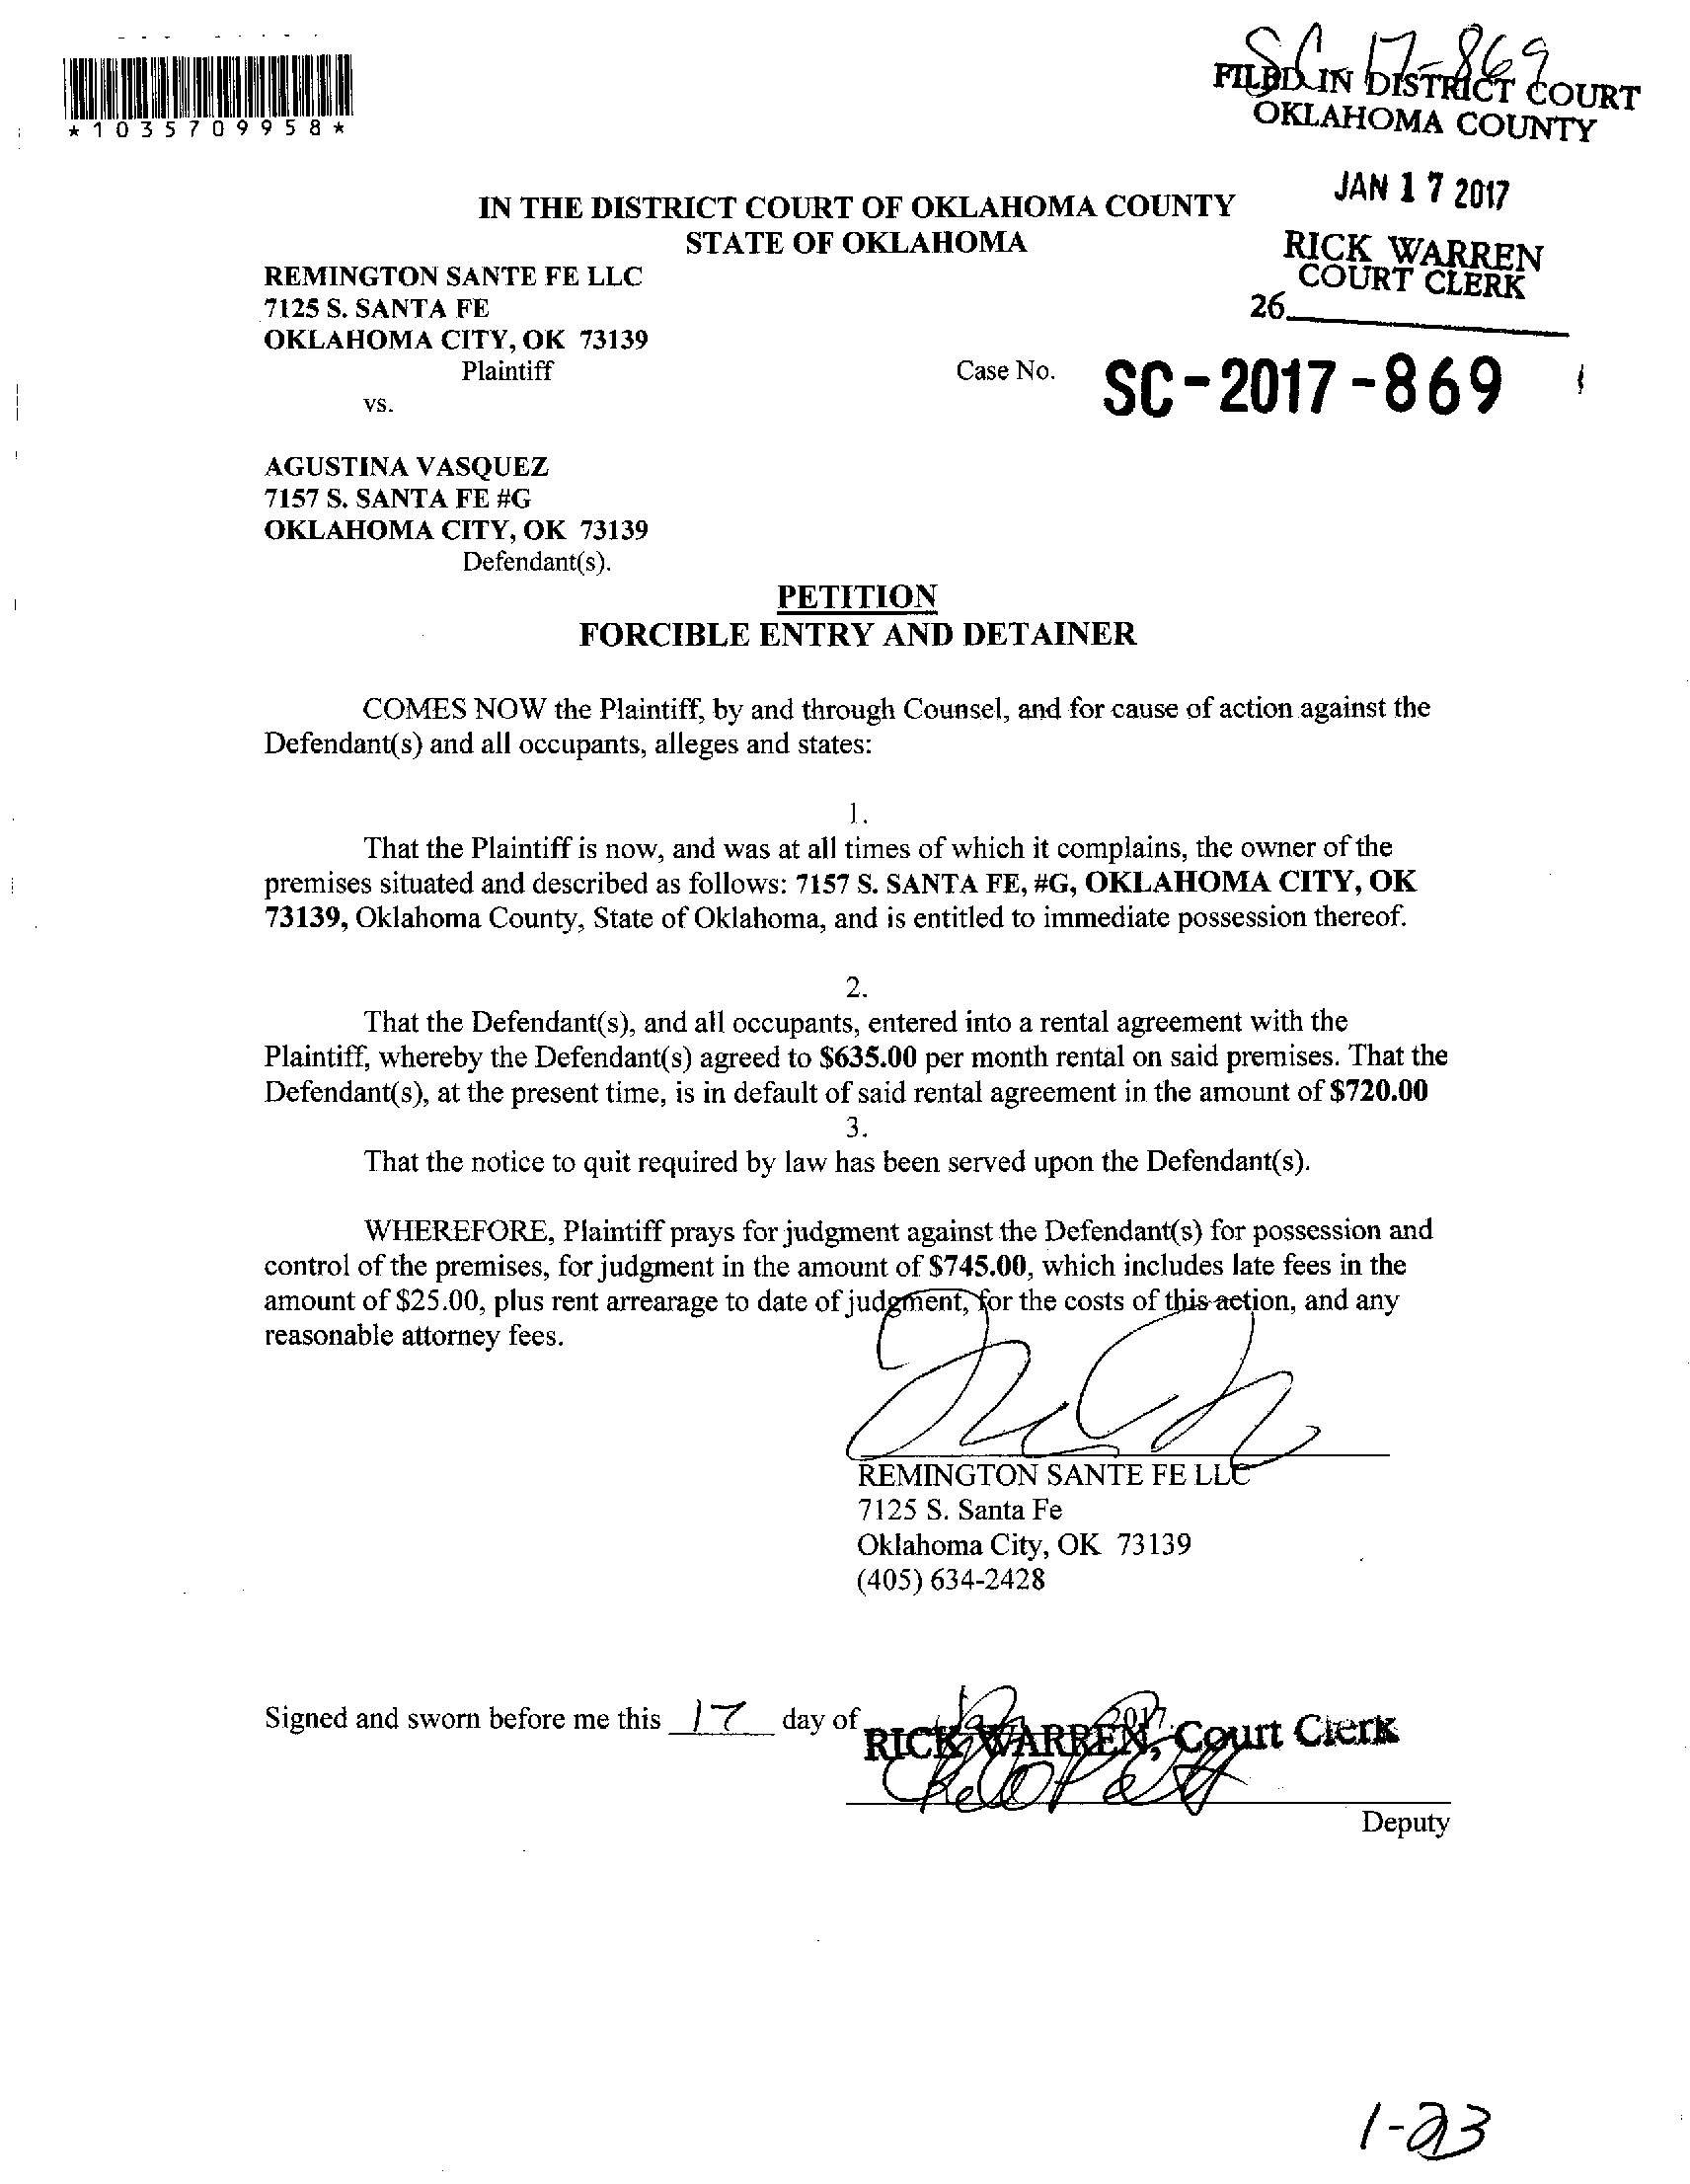 SC-17-869
FILED IN DISTRICT COURT
OKLAHOMA COUNTY
*1035709958*
JAN 17 2017
IN THE DISTRICT COURT OF OKLAHOMA COUNTY
STATE OF OKLAHOMA
RICK WARREN
COURT CLERK
26
REMINGTON SANTE FE LLC
7125 S. SANTA FE
OKLAHOMA CITY, OK 73139
Plaintiff
Case No. SC-2017-869
vs.
AGUSTINA VASQUEZ
7157 S. SANTA FE #G
OKLAHOMA CITY, OK 73139
Defendant(s).
PETITION
FORCIBLE ENTRY AND DETAINER
COMES NOW the Plaintiff, by and through Counsel, and for cause of action against the
Defendant(s) and all occupants, alleges and states:
1.
That the Plaintiff is now, and was at all times of which it complains, the owner of the
premises situated and described as follows: 7157 S. SANTA FE, #G, OKLAHOMA CITY, OK
73139, Oklahoma County, State of Oklahoma, and is entitled to immediate possession thereof.
2.
That the Defendant(s), and all occupants, entered into a rental agreement with the
Plaintiff, whereby the Defendant(s) agreed to $635.00 per month rental on said premises. That the
Defendant(s), at the present time, is in default of said rental agreement in the amount of $720.00
3.
That the notice to quit required by law has been served upon the Defendant(s).
WHEREFORE, Plaintiff prays for judgment against the Defendant(s) for possession and
control of the premises, for judgment in the amount of $745.00, which includes late fees in the
amount of $25.00, plus rent arrearage to date of judgment, for the costs of this action, and any
reasonable attorney fees.
REMINGTON SANTE FE LLC
7125 S. Santa Fe
Oklahoma City, OK 73139
(405) 634-2428
Signed and sworn before me this 17 day of 2017.
RICK WARREN, Court Clerk
Deputy
1-23